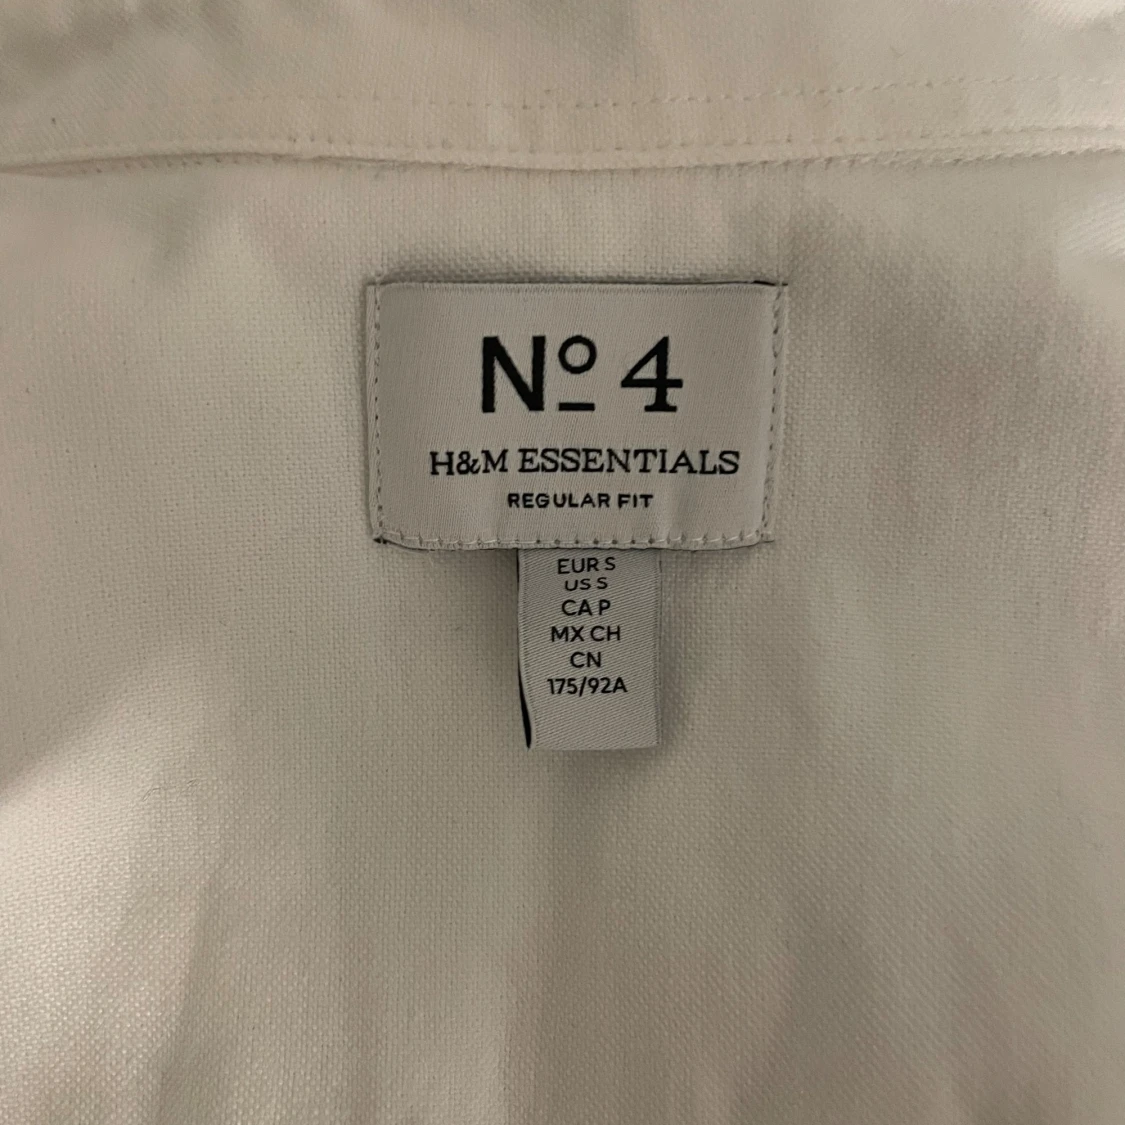 Nº 4
H&M ESSENTIALS
REGULAR FIT
EUR S
US S
CA P
MX CH
CN
175/92A